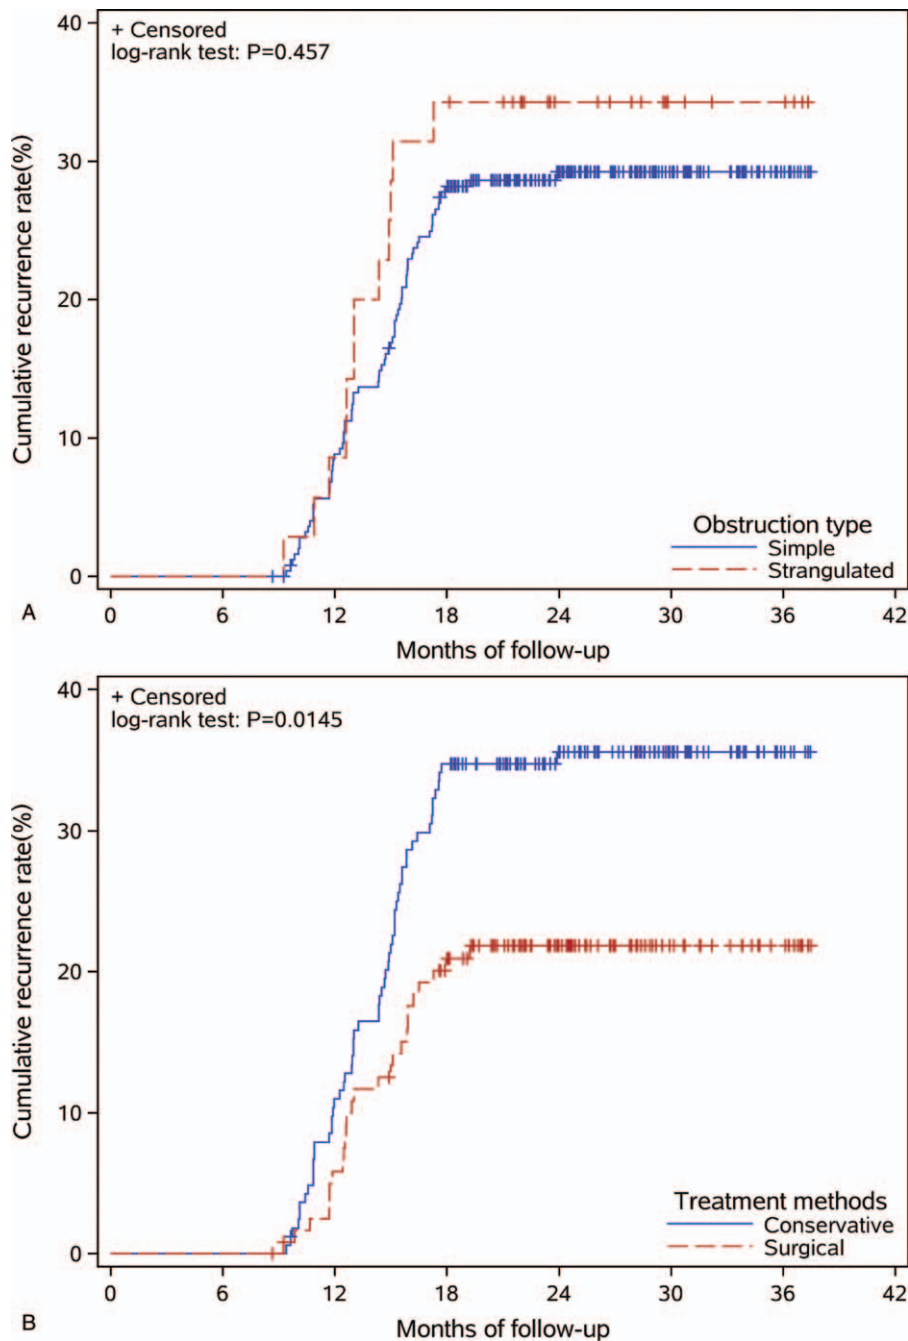 40
+ Censored
log-rank test: P=0.457
30
20
10
0
Cumulative recurrence rate(%)
Obstruction type
Simple
Strangulated
A
0 6 12 18 24 30 36 42
Months of follow-up
40
+ Censored
log-rank test: P=0.0145
30
20
10
0
Cumulative recurrence rate(%)
Treatment methods
Conservative
Surgical
B
0 6 12 18 24 30 36 42
Months of follow-up